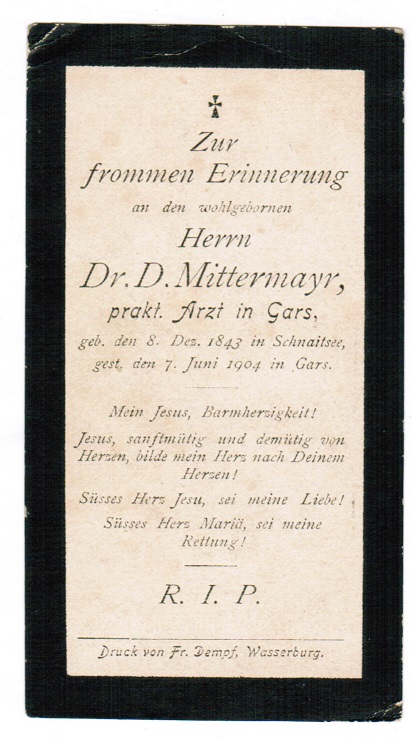 Zur
frommen Erinnerung
an den wohlgebornen
Herrn
Dr. D. Mittermayr,
prakt. Arzt in Gars,
geb. den 8. Dez. 1843 in Schnaitsee,
gest. den 7. Juni 1904 in Gars.
Mein Jesus, Barmherzigkeit!
Jesus, sanftmütig und demütig von
Herzen, bilde mein Herz nach Deinem
Herzen!
Süsses Herz Jesu, sei meine Liebe!
Süsses Herz Mariä, sei meine
Rettung!
R. I. P.
Druck von Fr. Dempf, Wasserburg.